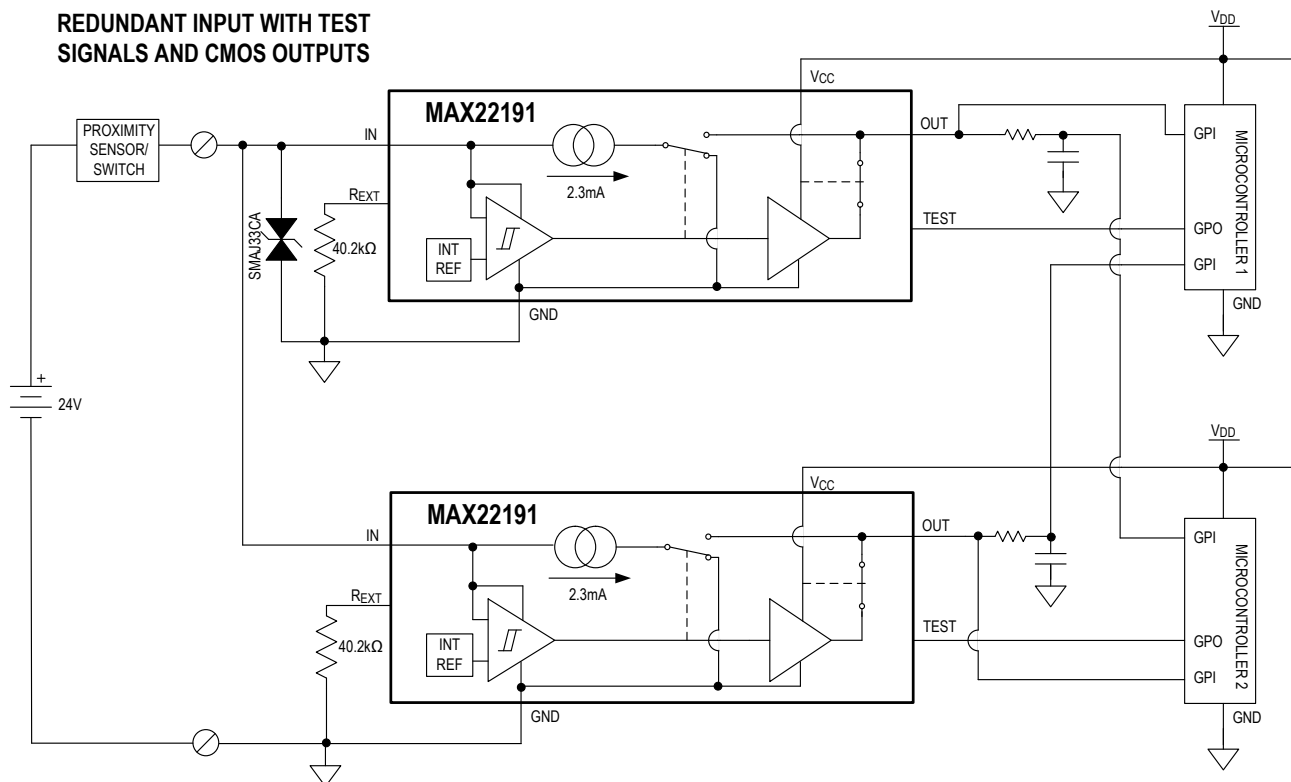 REDUNDANT INPUT WITH TEST
SIGNALS AND CMOS OUTPUTS
VDD
VCC
MAX22191
PROXIMITY
SENSOR/
SWITCH
IN
OUT
GPI
MICROCONTROLLER 1
2.3mA
REXT
SMAJ33CA
40.2kΩ
INT
REF
TEST
GPO
GPI
GND
GND
+
24V
VDD
VCC
MAX22191
IN
OUT
GPI
MICROCONTROLLER 2
2.3mA
REXT
40.2kΩ
INT
REF
TEST
GPO
GPI
GND
GND